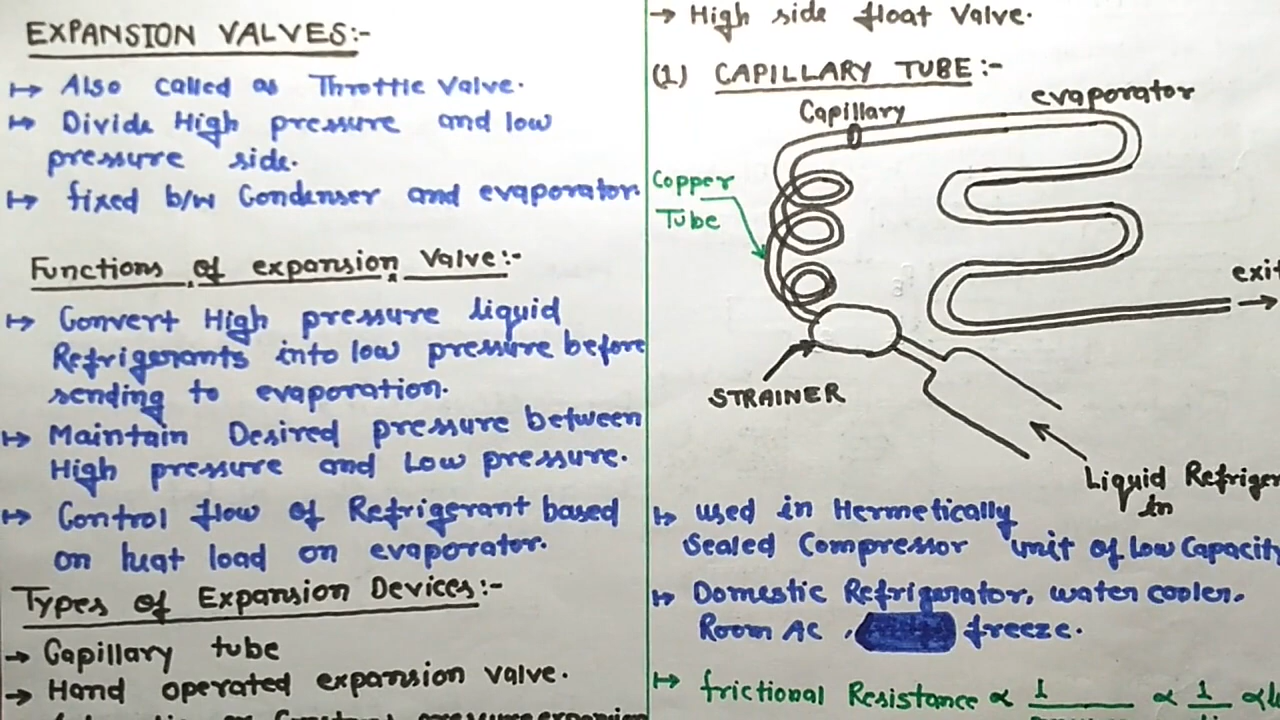 EXPANSION VALVES:-
↦ Also called as Throttle Valve.
↦ Divide High pressure and low
pressure side.
↦ fixed b/w Condenser and evaporator.
Functions of expansion Valve:-
↦ Convert High pressure liquid
Refrigerants into low pressure before
sending to evaporation.
↦ Maintain Desired pressure between
High pressure and Low pressure.
↦ Control flow of Refrigerant based
on heat load on evaporator.
Types of Expansion Devices:-
→ Capillary tube
→ Hand operated expansion valve.
Constant pressure expansion
→ High side float Valve.
(1) CAPILLARY TUBE:-
Capillary
evaporator
Copper
Tube
exit
STRAINER
Liquid Refriger
in
↦ used in Hermetically
Sealed Compressor unit of Low Capacity
↦ Domestic Refrigerator, water cooler.
Room AC, freeze.
↦ frictional Resistance ∝ 1 ∝ 1 ∝